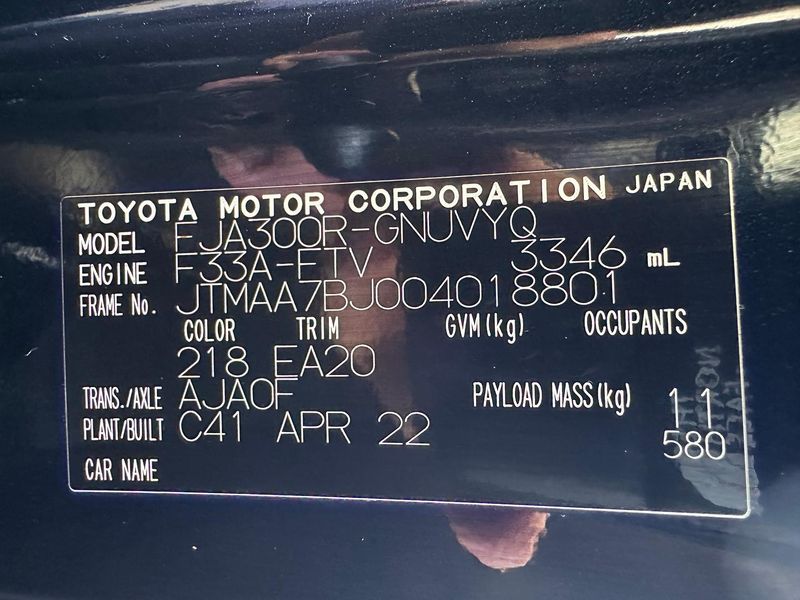 TOYOTA MOTOR CORPORATION JAPAN
MODEL FJA300R-GNUVYQ
ENGINE F33A-FTV 3346 mL
FRAME No. JTMAA7BJ004018801
COLOR TRIM GVM(kg) OCCUPANTS
218 EA20
TRANS./AXLE AJA0F PAYLOAD MASS(kg) 11
PLANT/BUILT C41 APR 22 580
CAR NAME